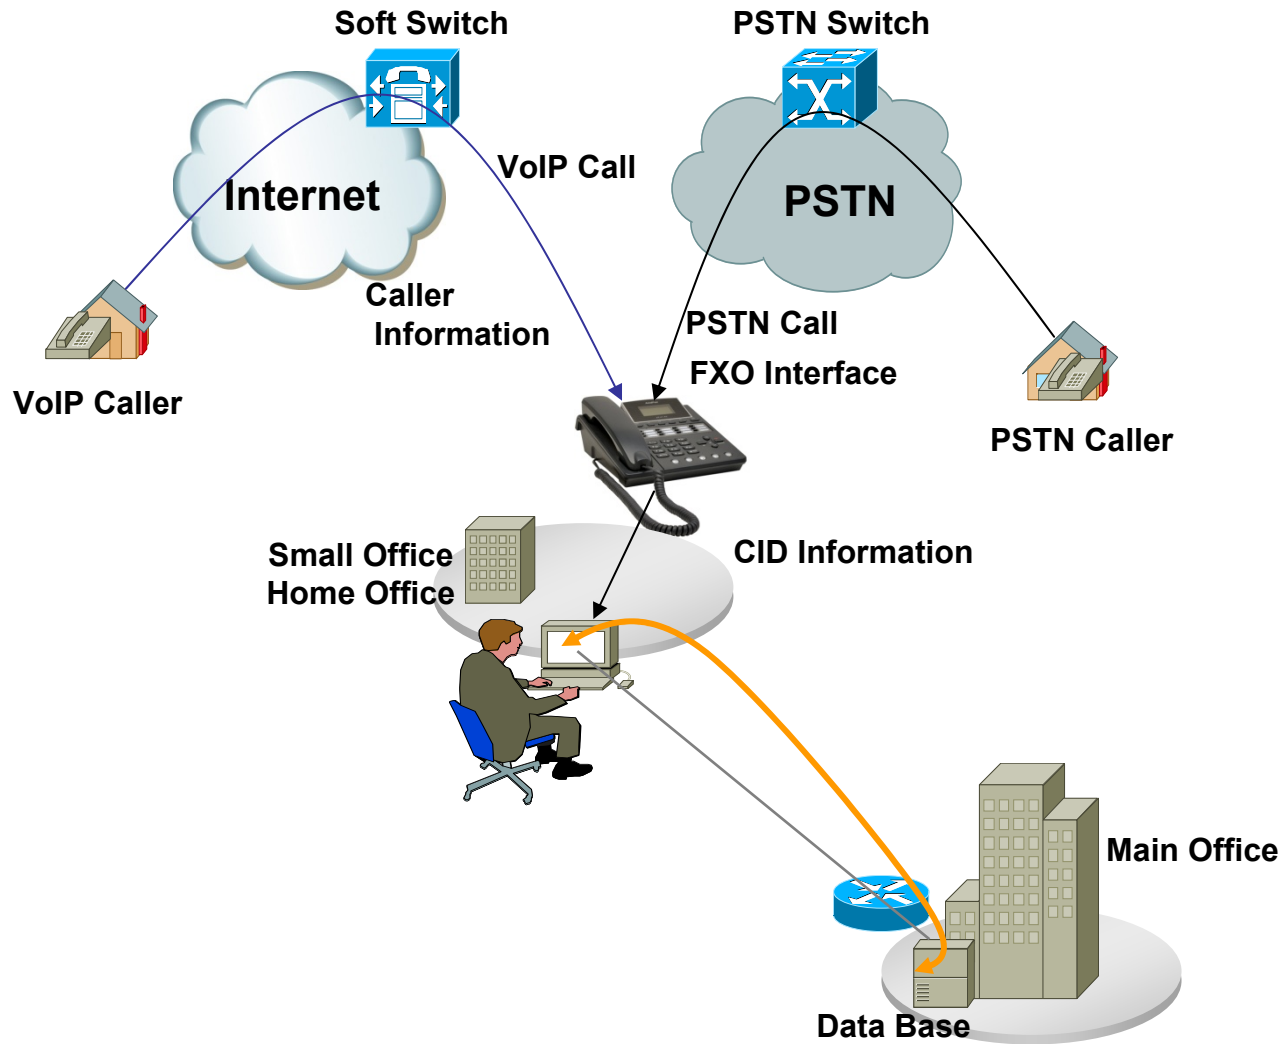 Soft Switch
PSTN Switch
Internet
VoIP Call
PSTN
Caller
Information
PSTN Call
FXO Interface
VoIP Caller
PSTN Caller
Small Office
Home Office
CID Information
Main Office
Data Base